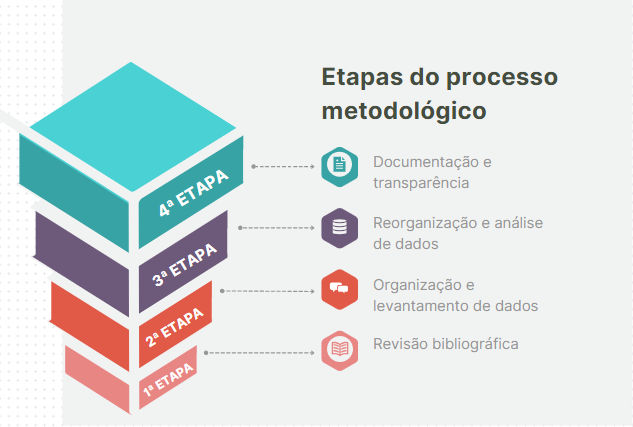 Etapas do processo
metodológico
4ª ETAPA
Documentação e
transparência
3ª ETAPA
Reorganização e análise
de dados
2ª ETAPA
Organização e
levantamento de dados
1ª ETAPA
Revisão bibliográfica